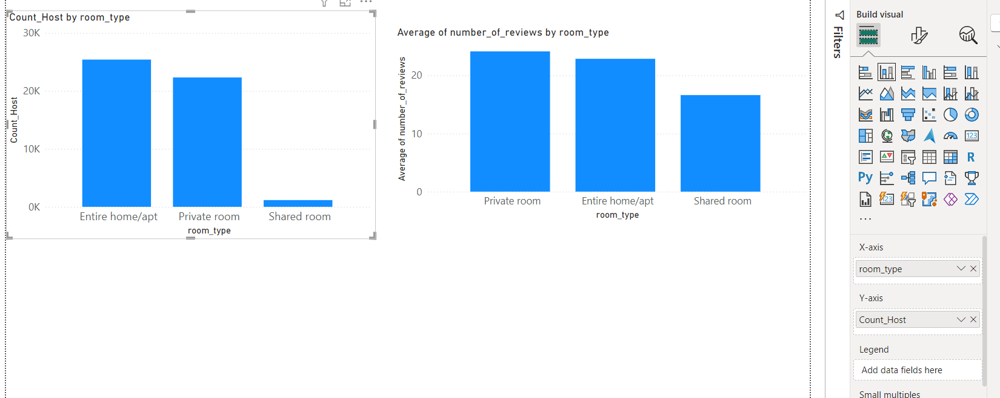 Count_Host by room_type
30K
20K
10K
0K
Count_Host
Entire home/apt Private room Shared room
room_type
Average of number_of_reviews by room_type
20
10
0
Average of number_of_reviews
Private room Entire home/apt Shared room
room_type
Filters
Build visual
123
R
Py
123
...
X-axis
room_type
Y-axis
Count_Host
Legend
Add data fields here
Small multiples